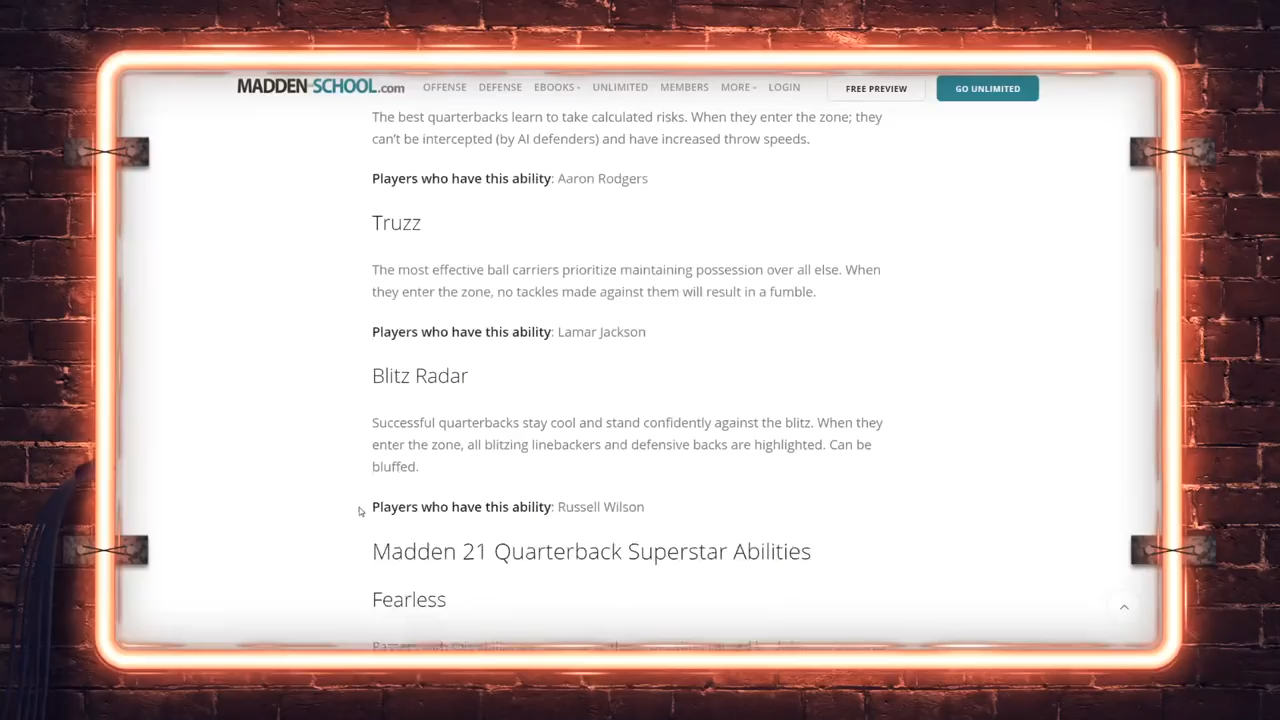 MADDEN-SCHOOL.com OFFENSE DEFENSE EBOOKS UNLIMITED MEMBERS MORE LOGIN FREE PREVIEW GO UNLIMITED
The best quarterbacks learn to take calculated risks. When they enter the zone; they
can't be intercepted (by AI defenders) and have increased throw speeds.
Players who have this ability: Aaron Rodgers
Truzz
The most effective ball carriers prioritize maintaining possession over all else. When
they enter the zone, no tackles made against them will result in a fumble.
Players who have this ability: Lamar Jackson
Blitz Radar
Successful quarterbacks stay cool and stand confidently against the blitz. When they
enter the zone, all blitzing linebackers and defensive backs are highlighted. Can be
bluffed.
Players who have this ability: Russell Wilson
Madden 21 Quarterback Superstar Abilities
Fearless